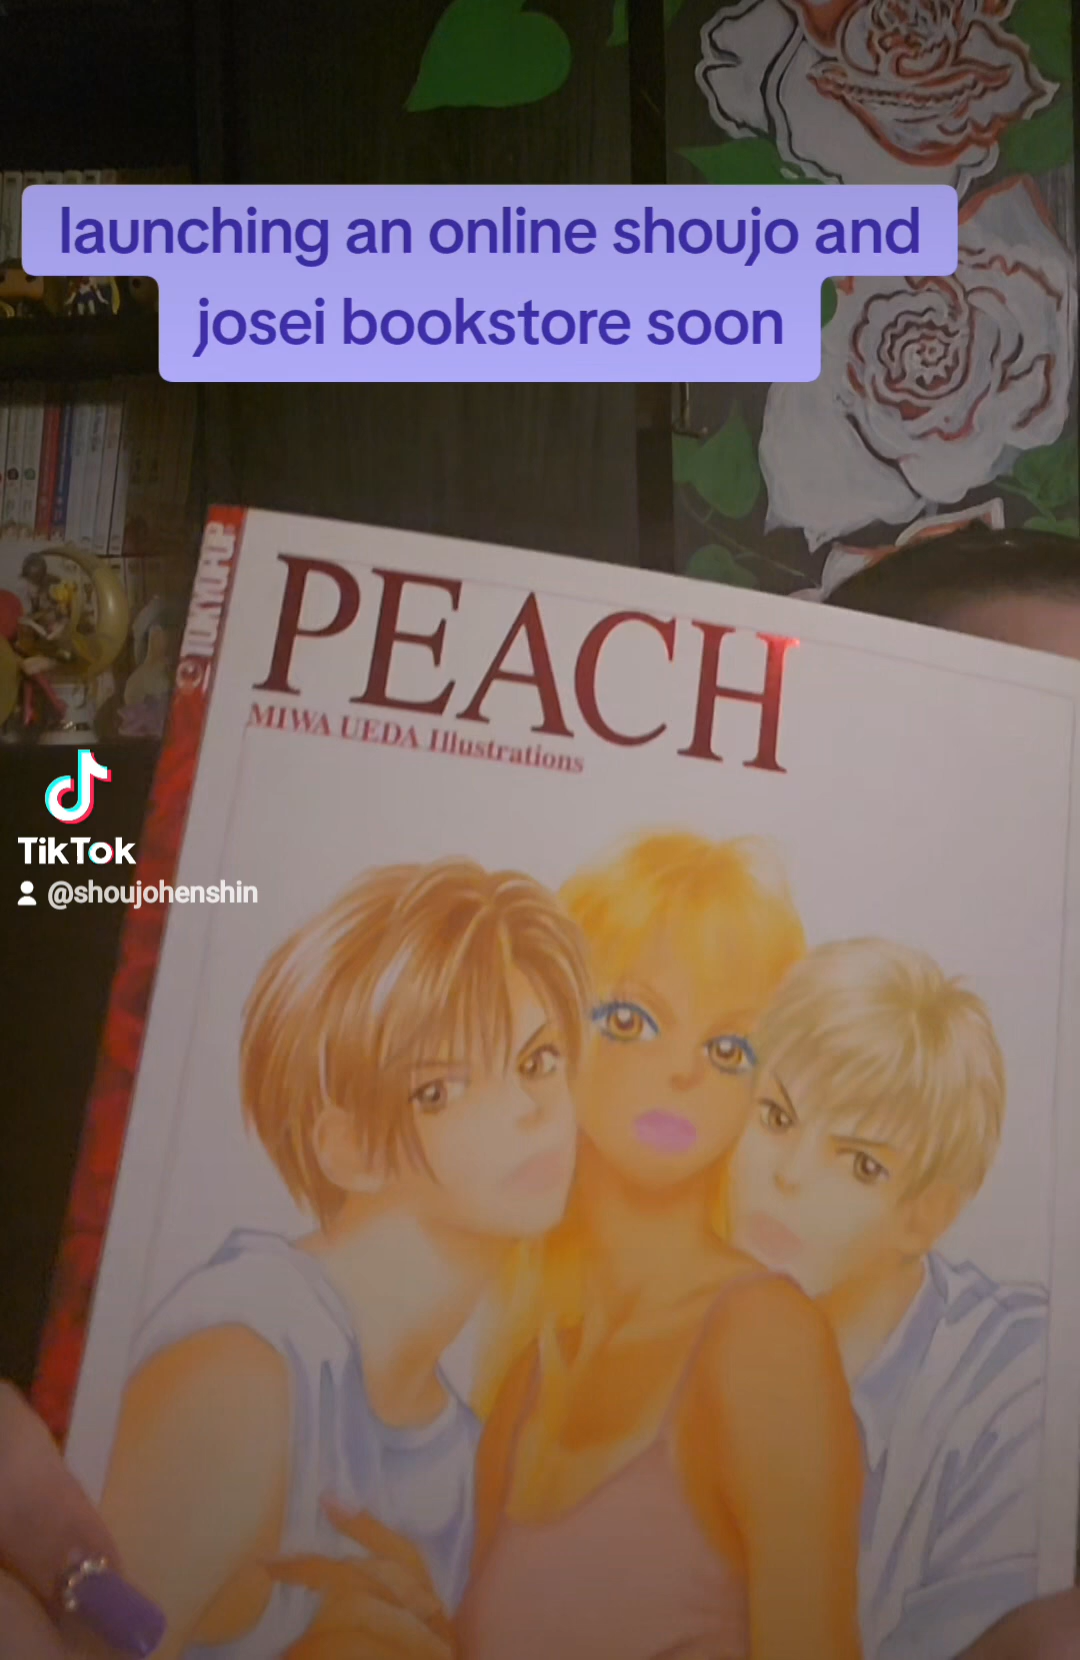 launching an online shoujo and
josei bookstore soon
TOKYOPOP
PEACH
MIWA UEDA Illustrations
TikTok
@shoujohenshin